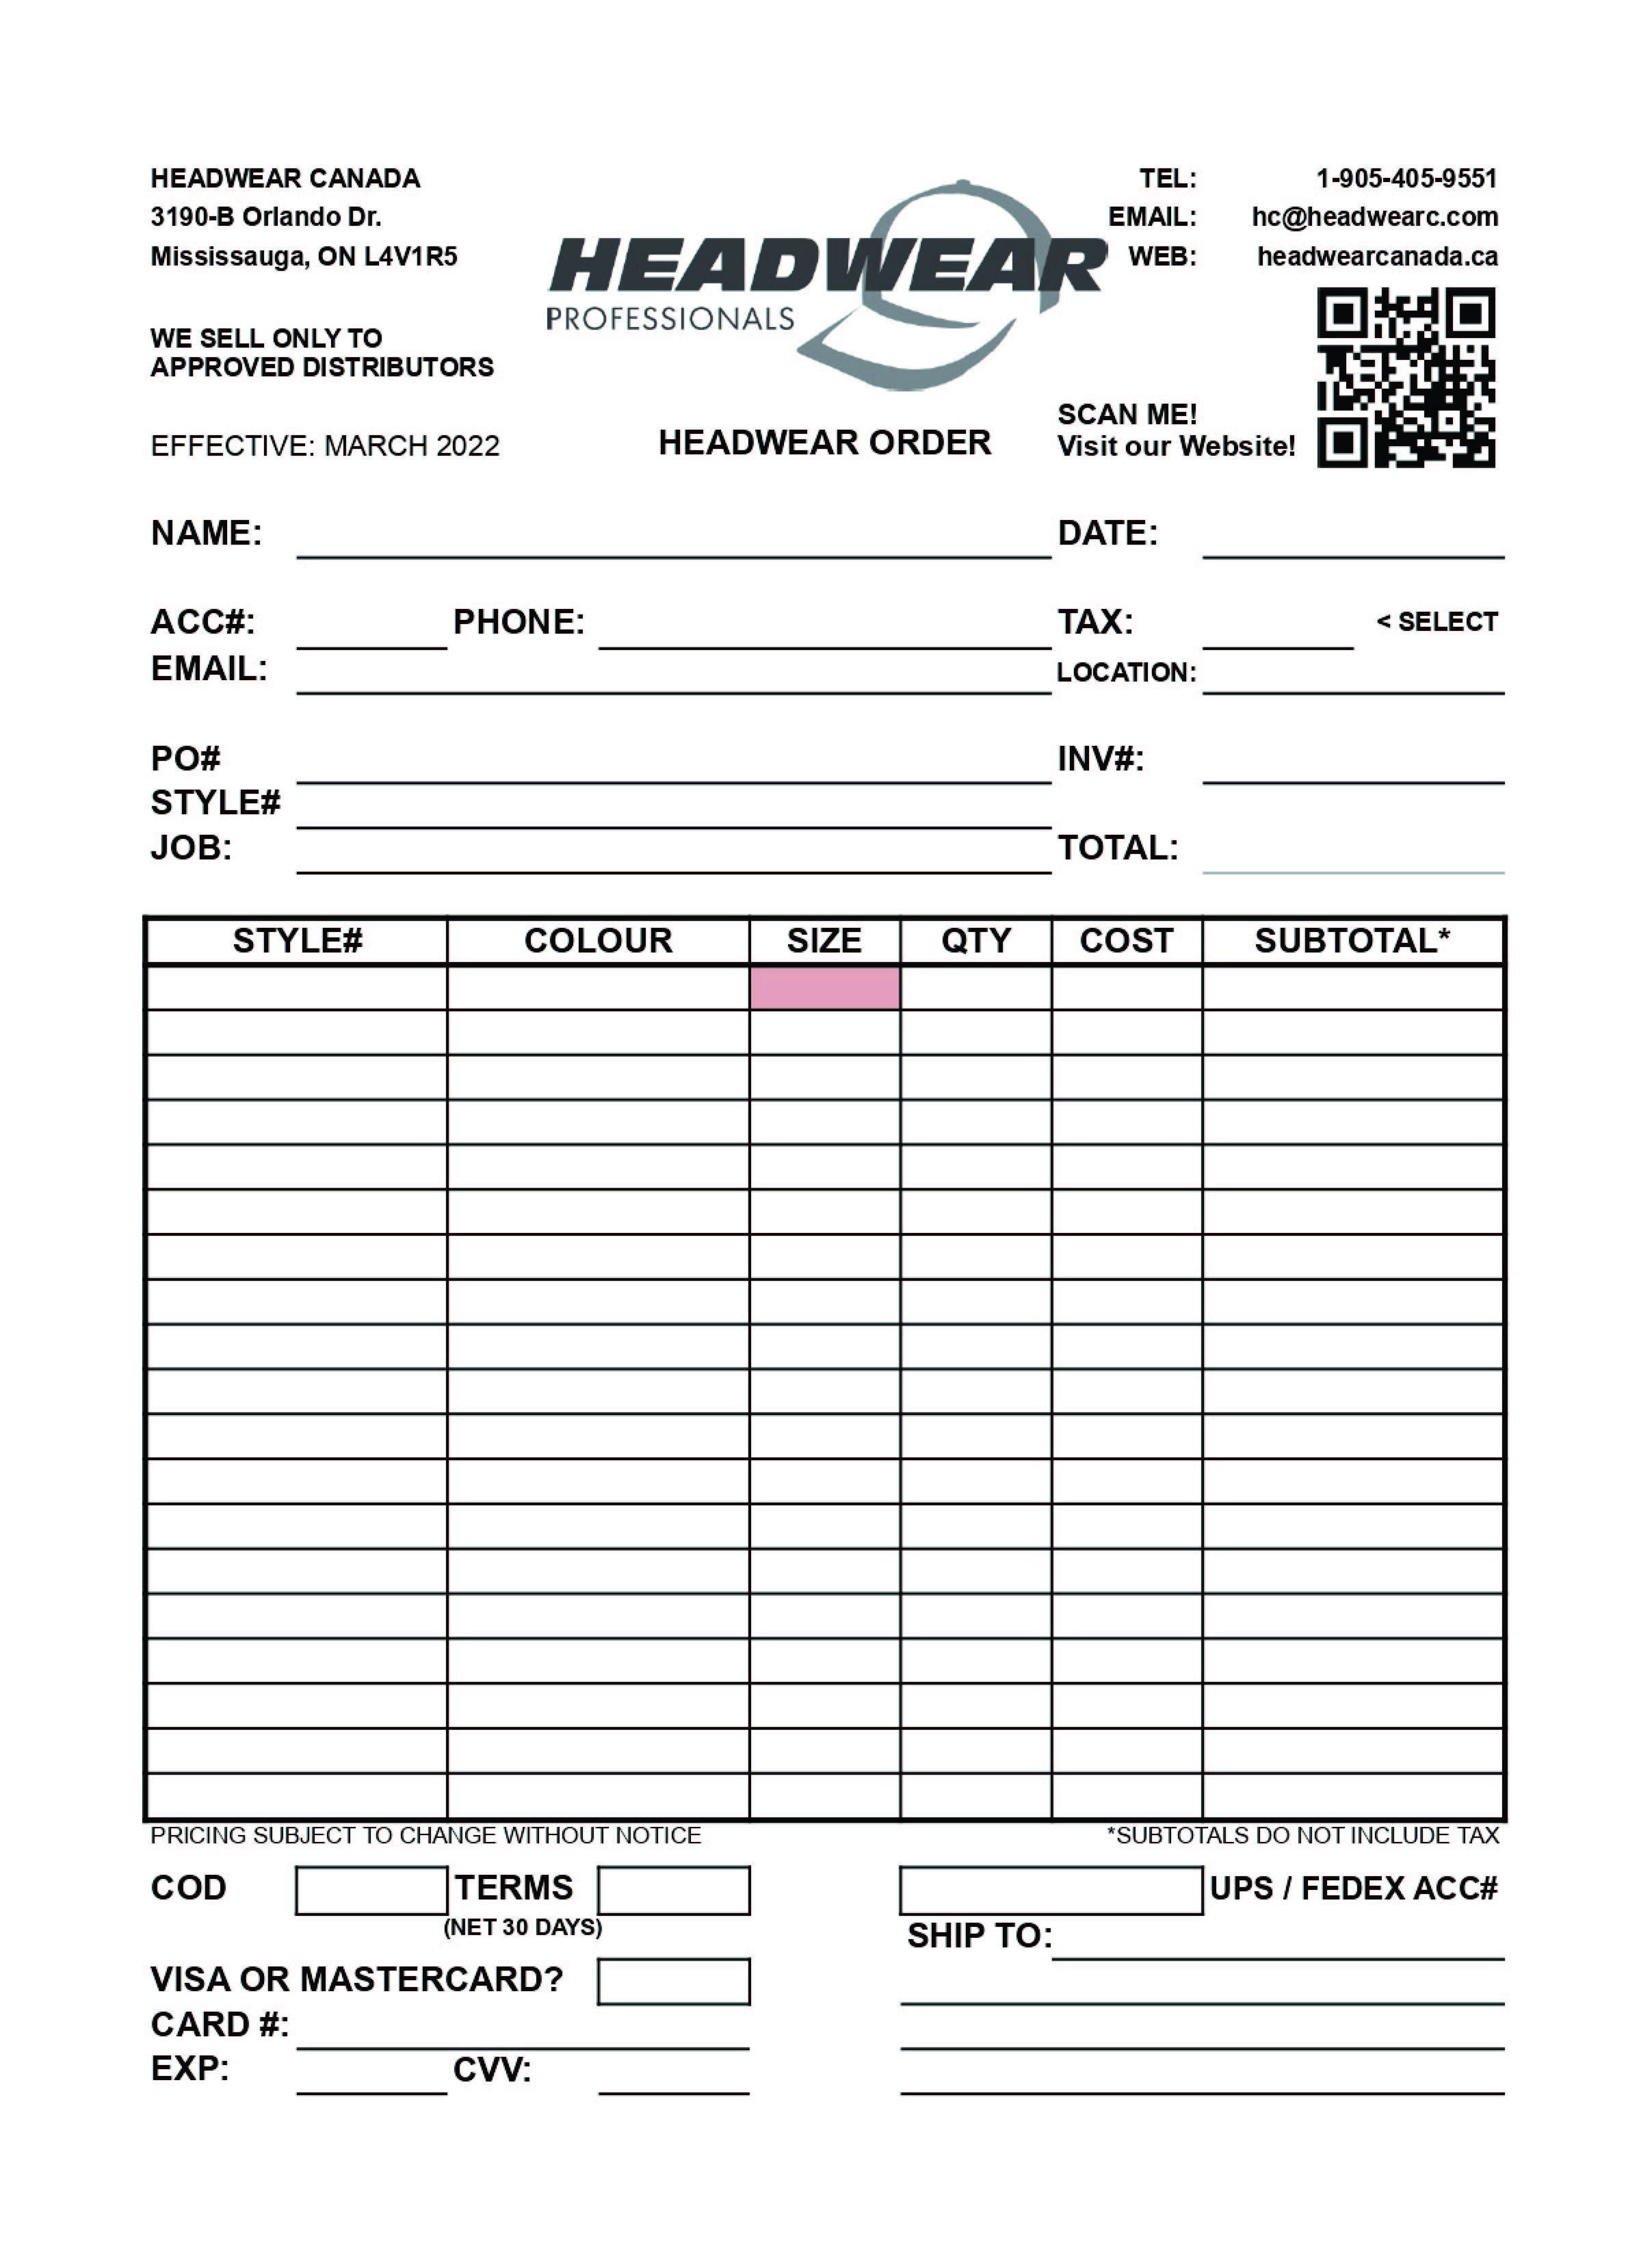 HEADWEAR CANADA
3190-B Orlando Dr.
Mississauga, ON L4V1R5
WE SELL ONLY TO
APPROVED DISTRIBUTORS
EFFECTIVE: MARCH 2022
HEADWEAR
PROFESSIONALS
HEADWEAR ORDER
TEL: 1-905-405-9551
EMAIL: hc@headwearc.com
WEB: headwearcanada.ca
SCAN ME!
Visit our Website!
NAME: DATE:
ACC#: PHONE: TAX: < SELECT
EMAIL: LOCATION:
PO# INV#:
STYLE#
JOB: TOTAL:
STYLE# COLOUR SIZE QTY COST SUBTOTAL*
PRICING SUBJECT TO CHANGE WITHOUT NOTICE *SUBTOTALS DO NOT INCLUDE TAX
COD TERMS UPS / FEDEX ACC#
(NET 30 DAYS)
SHIP TO:
VISA OR MASTERCARD?
CARD #:
EXP: CVV: